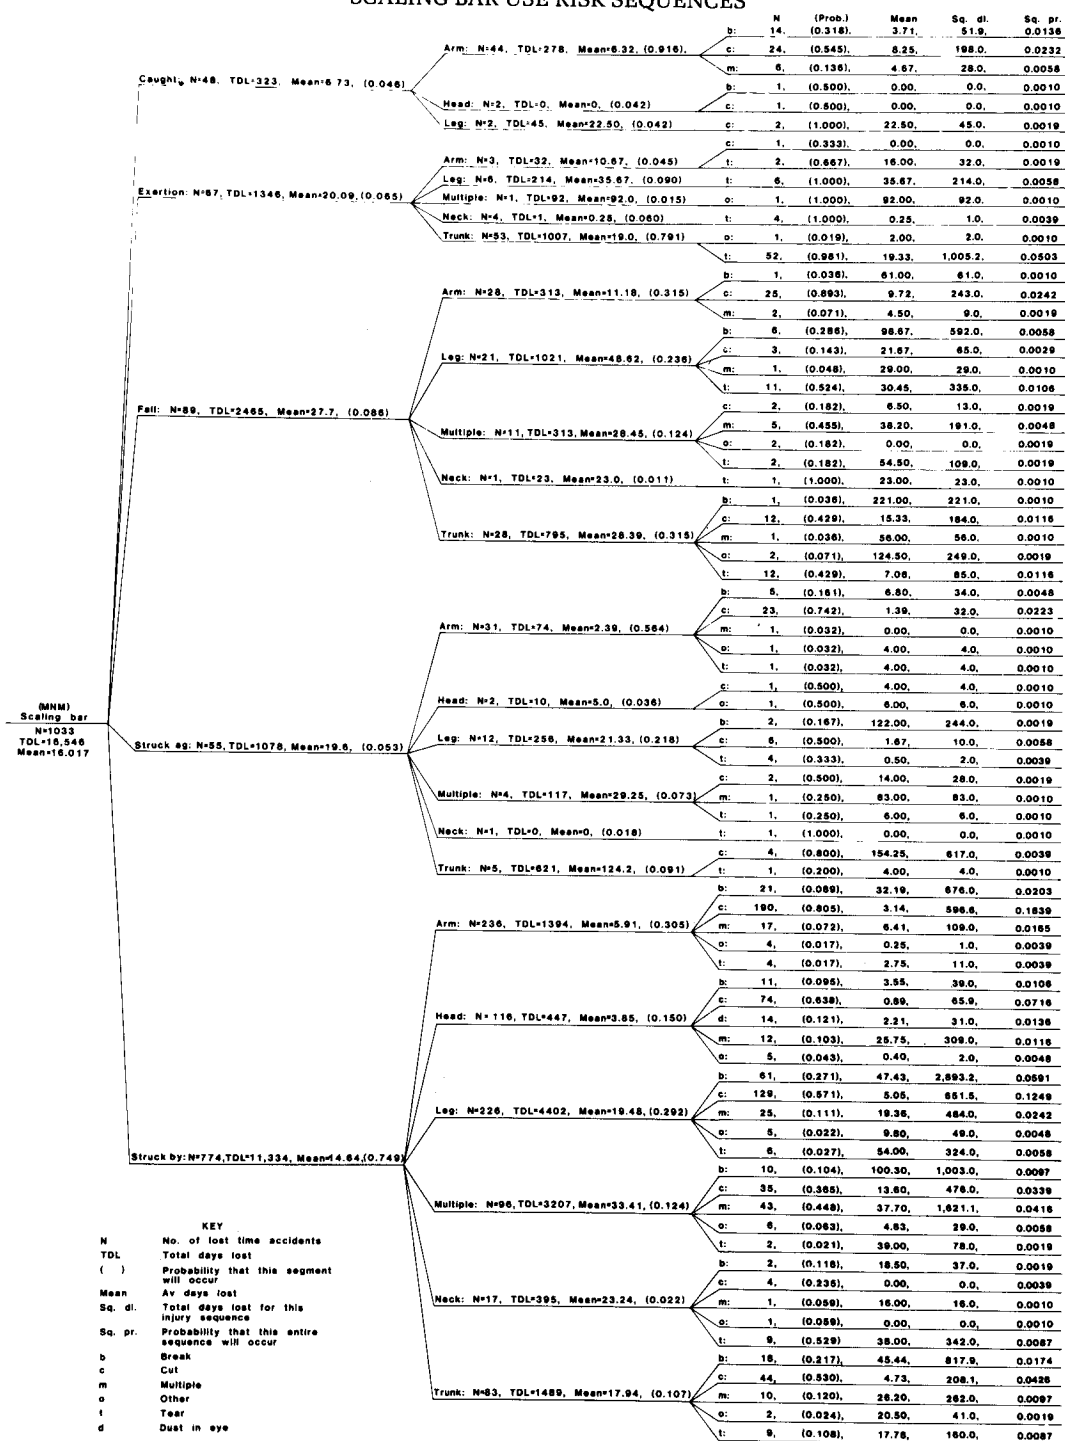 SCALING BAR USE RISK SEQUENCES
N (Prob.) Mean Sq. dl. Sq. pr.
b: 14, (0.318), 3.71, 51.9, 0.0136
Arm: N=44, TDL=278, Mean=6.32, (0.916), c: 24, (0.545), 8.25, 198.0, 0.0232
m: 6, (0.136), 4.67, 28.0, 0.0058
Caught: N=48, TDL=323, Mean=6.73, (0.046)
b: 1, (0.500), 0.00, 0.0, 0.0010
Head: N=2, TDL=0, Mean=0, (0.042) c: 1, (0.500), 0.00, 0.0, 0.0010
Leg: N=2, TDL=45, Mean=22.50, (0.042) c: 2, (1.000), 22.50, 45.0, 0.0019
c: 1, (0.333), 0.00, 0.0, 0.0010
Arm: N=3, TDL=32, Mean=10.67, (0.045) t: 2, (0.667), 16.00, 32.0, 0.0019
Leg: N=6, TDL=214, Mean=35.67, (0.090) t: 6, (1.000), 35.67, 214.0, 0.0058
Exertion: N=67, TDL=1346, Mean=20.09, (0.065) Multiple: N=1, TDL=92, Mean=92.0, (0.015) o: 1, (1.000), 92.00, 92.0, 0.0010
Neck: N=4, TDL=1, Mean=0.25, (0.060) t: 4, (1.000), 0.25, 1.0, 0.0039
Trunk: N=53, TDL=1007, Mean=19.0, (0.791) o: 1, (0.019), 2.00, 2.0, 0.0010
t: 52, (0.981), 19.33, 1,005.2, 0.0503
b: 1, (0.036), 61.00, 61.0, 0.0010
Arm: N=28, TDL=313, Mean=11.18, (0.315) c: 25, (0.893), 9.72, 243.0, 0.0242
m: 2, (0.071), 4.50, 9.0, 0.0019
b: 6, (0.286), 98.67, 592.0, 0.0058
Leg: N=21, TDL=1021, Mean=48.62, (0.236) c: 3, (0.143), 21.67, 65.0, 0.0029
m: 1, (0.048), 29.00, 29.0, 0.0010
t: 11, (0.524), 30.45, 335.0, 0.0106
Fall: N=89, TDL=2465, Mean=27.7, (0.086) c: 2, (0.182), 6.50, 13.0, 0.0019
Multiple: N=11, TDL=313, Mean=28.45, (0.124) m: 5, (0.455), 38.20, 191.0, 0.0048
o: 2, (0.182), 0.00, 0.0, 0.0019
t: 2, (0.182), 54.50, 109.0, 0.0019
Neck: N=1, TDL=23, Mean=23.0, (0.011) t: 1, (1.000), 23.00, 23.0, 0.0010
b: 1, (0.036), 221.00, 221.0, 0.0010
c: 12, (0.429), 15.33, 184.0, 0.0116
Trunk: N=28, TDL=795, Mean=28.39, (0.315) m: 1, (0.036), 56.00, 56.0, 0.0010
o: 2, (0.071), 124.50, 249.0, 0.0019
t: 12, (0.429), 7.08, 85.0, 0.0116
b: 5, (0.161), 6.80, 34.0, 0.0048
c: 23, (0.742), 1.39, 32.0, 0.0223
Arm: N=31, TDL=74, Mean=2.39, (0.564) m: 1, (0.032), 0.00, 0.0, 0.0010
o: 1, (0.032), 4.00, 4.0, 0.0010
t: 1, (0.032), 4.00, 4.0, 0.0010
c: 1, (0.500), 4.00, 4.0, 0.0010
Head: N=2, TDL=10, Mean=5.0, (0.036) o: 1, (0.500), 6.00, 6.0, 0.0010
(MNM)
Scaling bar
N=1033
TDL=16,546
Mean=16.017
b: 2, (0.167), 122.00, 244.0, 0.0019
Struck ag: N=55, TDL=1078, Mean=19.6, (0.053) Leg: N=12, TDL=256, Mean=21.33, (0.218) c: 6, (0.500), 1.67, 10.0, 0.0058
t: 4, (0.333), 0.50, 2.0, 0.0039
c: 2, (0.500), 14.00, 28.0, 0.0019
Multiple: N=4, TDL=117, Mean=29.25, (0.073) m: 1, (0.250), 83.00, 83.0, 0.0010
t: 1, (0.250), 6.00, 6.0, 0.0010
Neck: N=1, TDL=0, Mean=0, (0.018) t: 1, (1.000), 0.00, 0.0, 0.0010
c: 4, (0.800), 154.25, 617.0, 0.0039
Trunk: N=5, TDL=621, Mean=124.2, (0.091) t: 1, (0.200), 4.00, 4.0, 0.0010
b: 21, (0.089), 32.19, 676.0, 0.0203
c: 190, (0.805), 3.14, 596.6, 0.1839
Arm: N=236, TDL=1394, Mean=5.91, (0.305) m: 17, (0.072), 6.41, 109.0, 0.0165
o: 4, (0.017), 0.25, 1.0, 0.0039
t: 4, (0.017), 2.75, 11.0, 0.0039
b: 11, (0.095), 3.55, 39.0, 0.0106
c: 74, (0.638), 0.89, 65.9, 0.0716
Head: N= 116, TDL=447, Mean=3.85, (0.150) d: 14, (0.121), 2.21, 31.0, 0.0136
m: 12, (0.103), 25.75, 309.0, 0.0116
o: 5, (0.043), 0.40, 2.0, 0.0048
b: 61, (0.271), 47.43, 2,893.2, 0.0591
c: 129, (0.571), 5.05, 651.5, 0.1249
Leg: N=226, TDL=4402, Mean=19.48, (0.292) m: 25, (0.111), 19.36, 484.0, 0.0242
o: 5, (0.022), 9.80, 49.0, 0.0048
t: 6, (0.027), 54.00, 324.0, 0.0058
Struck by: N=774, TDL=11,334, Mean=14.64, (0.749) b: 10, (0.104), 100.30, 1,003.0, 0.0097
c: 35, (0.365), 13.60, 476.0, 0.0339
Multiple: N=96, TDL=3207, Mean=33.41, (0.124) m: 43, (0.448), 37.70, 1,621.1, 0.0416
o: 6, (0.063), 4.83, 29.0, 0.0058
t: 2, (0.021), 39.00, 78.0, 0.0019
b: 2, (0.118), 18.50, 37.0, 0.0019
c: 4, (0.235), 0.00, 0.0, 0.0039
Neck: N=17, TDL=395, Mean=23.24, (0.022) m: 1, (0.059), 16.00, 16.0, 0.0010
o: 1, (0.059), 0.00, 0.0, 0.0010
t: 9, (0.529) 38.00, 342.0, 0.0087
b: 18, (0.217), 45.44, 817.9, 0.0174
c: 44, (0.530), 4.73, 208.1, 0.0426
Trunk: N=83, TDL=1489, Mean=17.94, (0.107) m: 10, (0.120), 26.20, 262.0, 0.0097
o: 2, (0.024), 20.50, 41.0, 0.0019
t: 9, (0.108), 17.78, 160.0, 0.0087
KEY
N No. of lost time accidents
TDL Total days lost
( ) Probability that this segment
will occur
Mean Av days lost
Sq. dl. Total days lost for this
injury sequence
Sq. pr. Probability that this entire
sequence will occur
b Break
c Cut
m Multiple
o Other
t Tear
d Dust in eye